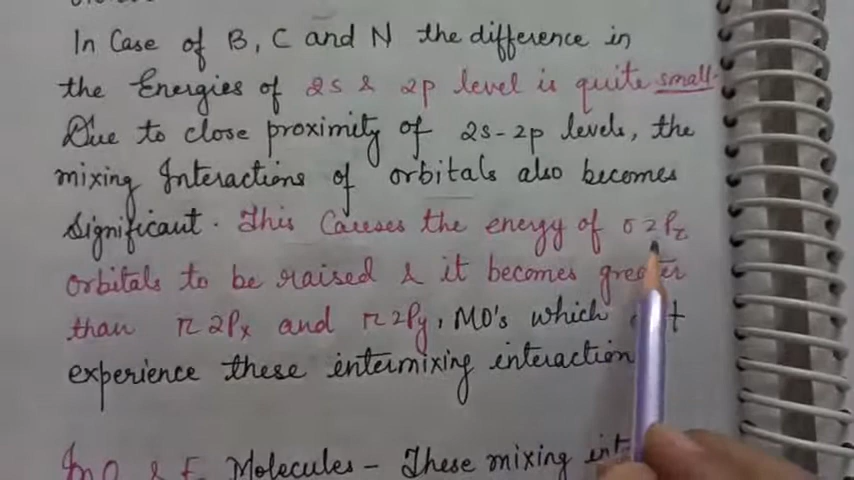 In Case of B, C and N the difference in
the Energies of 2s & 2p level is quite small.
Due to close proximity of 2s-2p levels, the
mixing Interactions of orbitals also becomes
significant. This Causes the energy of σ2Pz
orbitals to be raised & it becomes greater
than π2Px and π2Py, MO's which
experience these intermixing interaction
In O & F Molecules - These mixing